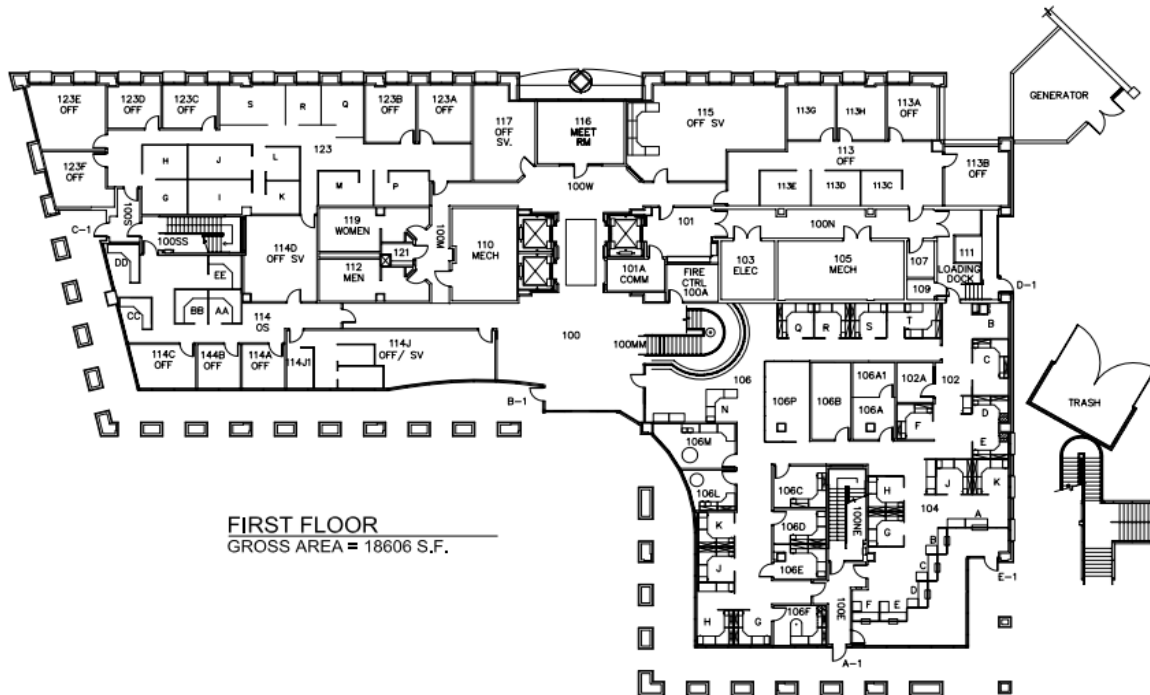 123E
OFF
123D
OFF
123C
OFF
S
R
Q
123B
OFF
123A
OFF
117
OFF
SV.
116
MEET
RM
115
OFF SV
113G
113H
113A
OFF
GENERATOR
123
113
OFF
123F
OFF
H
J
L
G
I
K
M
P
100W
113E
113D
113C
113B
OFF
C-1
100S
100SS
114D
OFF SV
119
WOMEN
121
112
MEN
100M
110
MECH
101
101A
COMM
FIRE
CTRL
100A
103
ELEC
100N
105
MECH
107
109
111
LOADING
DOCK
D-1
DD
EE
CC
BB
AA
114
OS
114C
OFF
144B
OFF
114A
OFF
114J1
114J
OFF/ SV
100
100MM
B-1
Q
R
S
T
B
C
106
106P
106B
106A1
106A
102A
102
N
F
D
E
TRASH
106M
106L
106C
106D
106E
106F
100NE
H
G
J
K
104
A
B
C
D
E
F
K
J
H
G
100E
A-1
E-1
FIRST FLOOR
GROSS AREA = 18606 S.F.